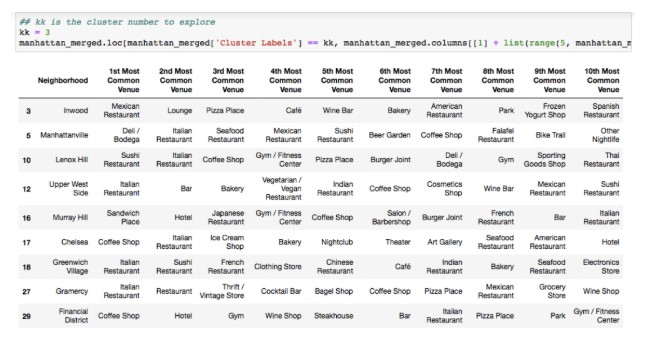 ## kk is the cluster number to explore
kk = 3
manhattan_merged.loc[manhattan_merged['Cluster Labels'] == kk, manhattan_merged.columns[[1] + list(range(5, manhattan_m
Neighborhood 1st Most Common Venue 2nd Most Common Venue 3rd Most Common Venue 4th Most Common Venue 5th Most Common Venue 6th Most Common Venue 7th Most Common Venue 8th Most Common Venue 9th Most Common Venue 10th Most Common Venue
3 Inwood Mexican Restaurant Lounge Pizza Place Café Wine Bar Bakery American Restaurant Park Frozen Yogurt Shop Spanish Restaurant
5 Manhattanville Deli / Bodega Italian Restaurant Seafood Restaurant Mexican Restaurant Sushi Restaurant Beer Garden Coffee Shop Falafel Restaurant Bike Trail Other Nightlife
10 Lenox Hill Sushi Restaurant Italian Restaurant Coffee Shop Gym / Fitness Center Pizza Place Burger Joint Deli / Bodega Gym Sporting Goods Shop Thai Restaurant
12 Upper West Side Italian Restaurant Bar Bakery Vegetarian / Vegan Restaurant Indian Restaurant Coffee Shop Cosmetics Shop Wine Bar Mexican Restaurant Sushi Restaurant
16 Murray Hill Sandwich Place Hotel Japanese Restaurant Gym / Fitness Center Coffee Shop Salon / Barbershop Burger Joint French Restaurant Bar Italian Restaurant
17 Chelsea Coffee Shop Italian Restaurant Ice Cream Shop Bakery Nightclub Theater Art Gallery Seafood Restaurant American Restaurant Hotel
18 Greenwich Village Italian Restaurant Sushi Restaurant French Restaurant Clothing Store Chinese Restaurant Café Indian Restaurant Bakery Seafood Restaurant Electronics Store
27 Gramercy Italian Restaurant Restaurant Thrift / Vintage Store Cocktail Bar Bagel Shop Coffee Shop Pizza Place Mexican Restaurant Grocery Store Wine Shop
29 Financial District Coffee Shop Hotel Gym Wine Shop Steakhouse Bar Italian Restaurant Pizza Place Park Gym / Fitness Center